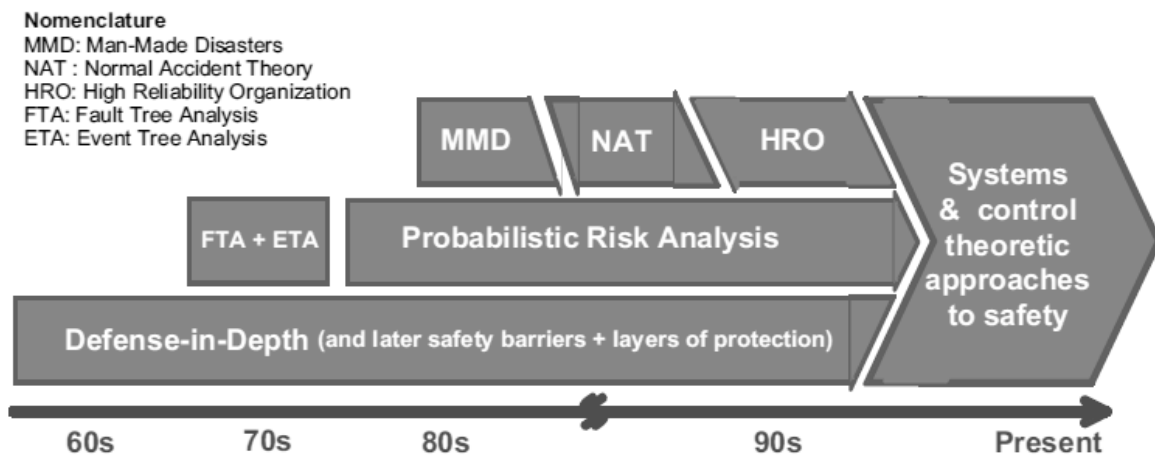 Nomenclature
MMD: Man-Made Disasters
NAT : Normal Accident Theory
HRO: High Reliability Organization
FTA: Fault Tree Analysis
ETA: Event Tree Analysis
MMD
NAT
HRO
FTA + ETA
Probabilistic Risk Analysis
Defense-in-Depth (and later safety barriers + layers of protection)
Systems
& control
theoretic
approaches
to safety
60s
70s
80s
90s
Present